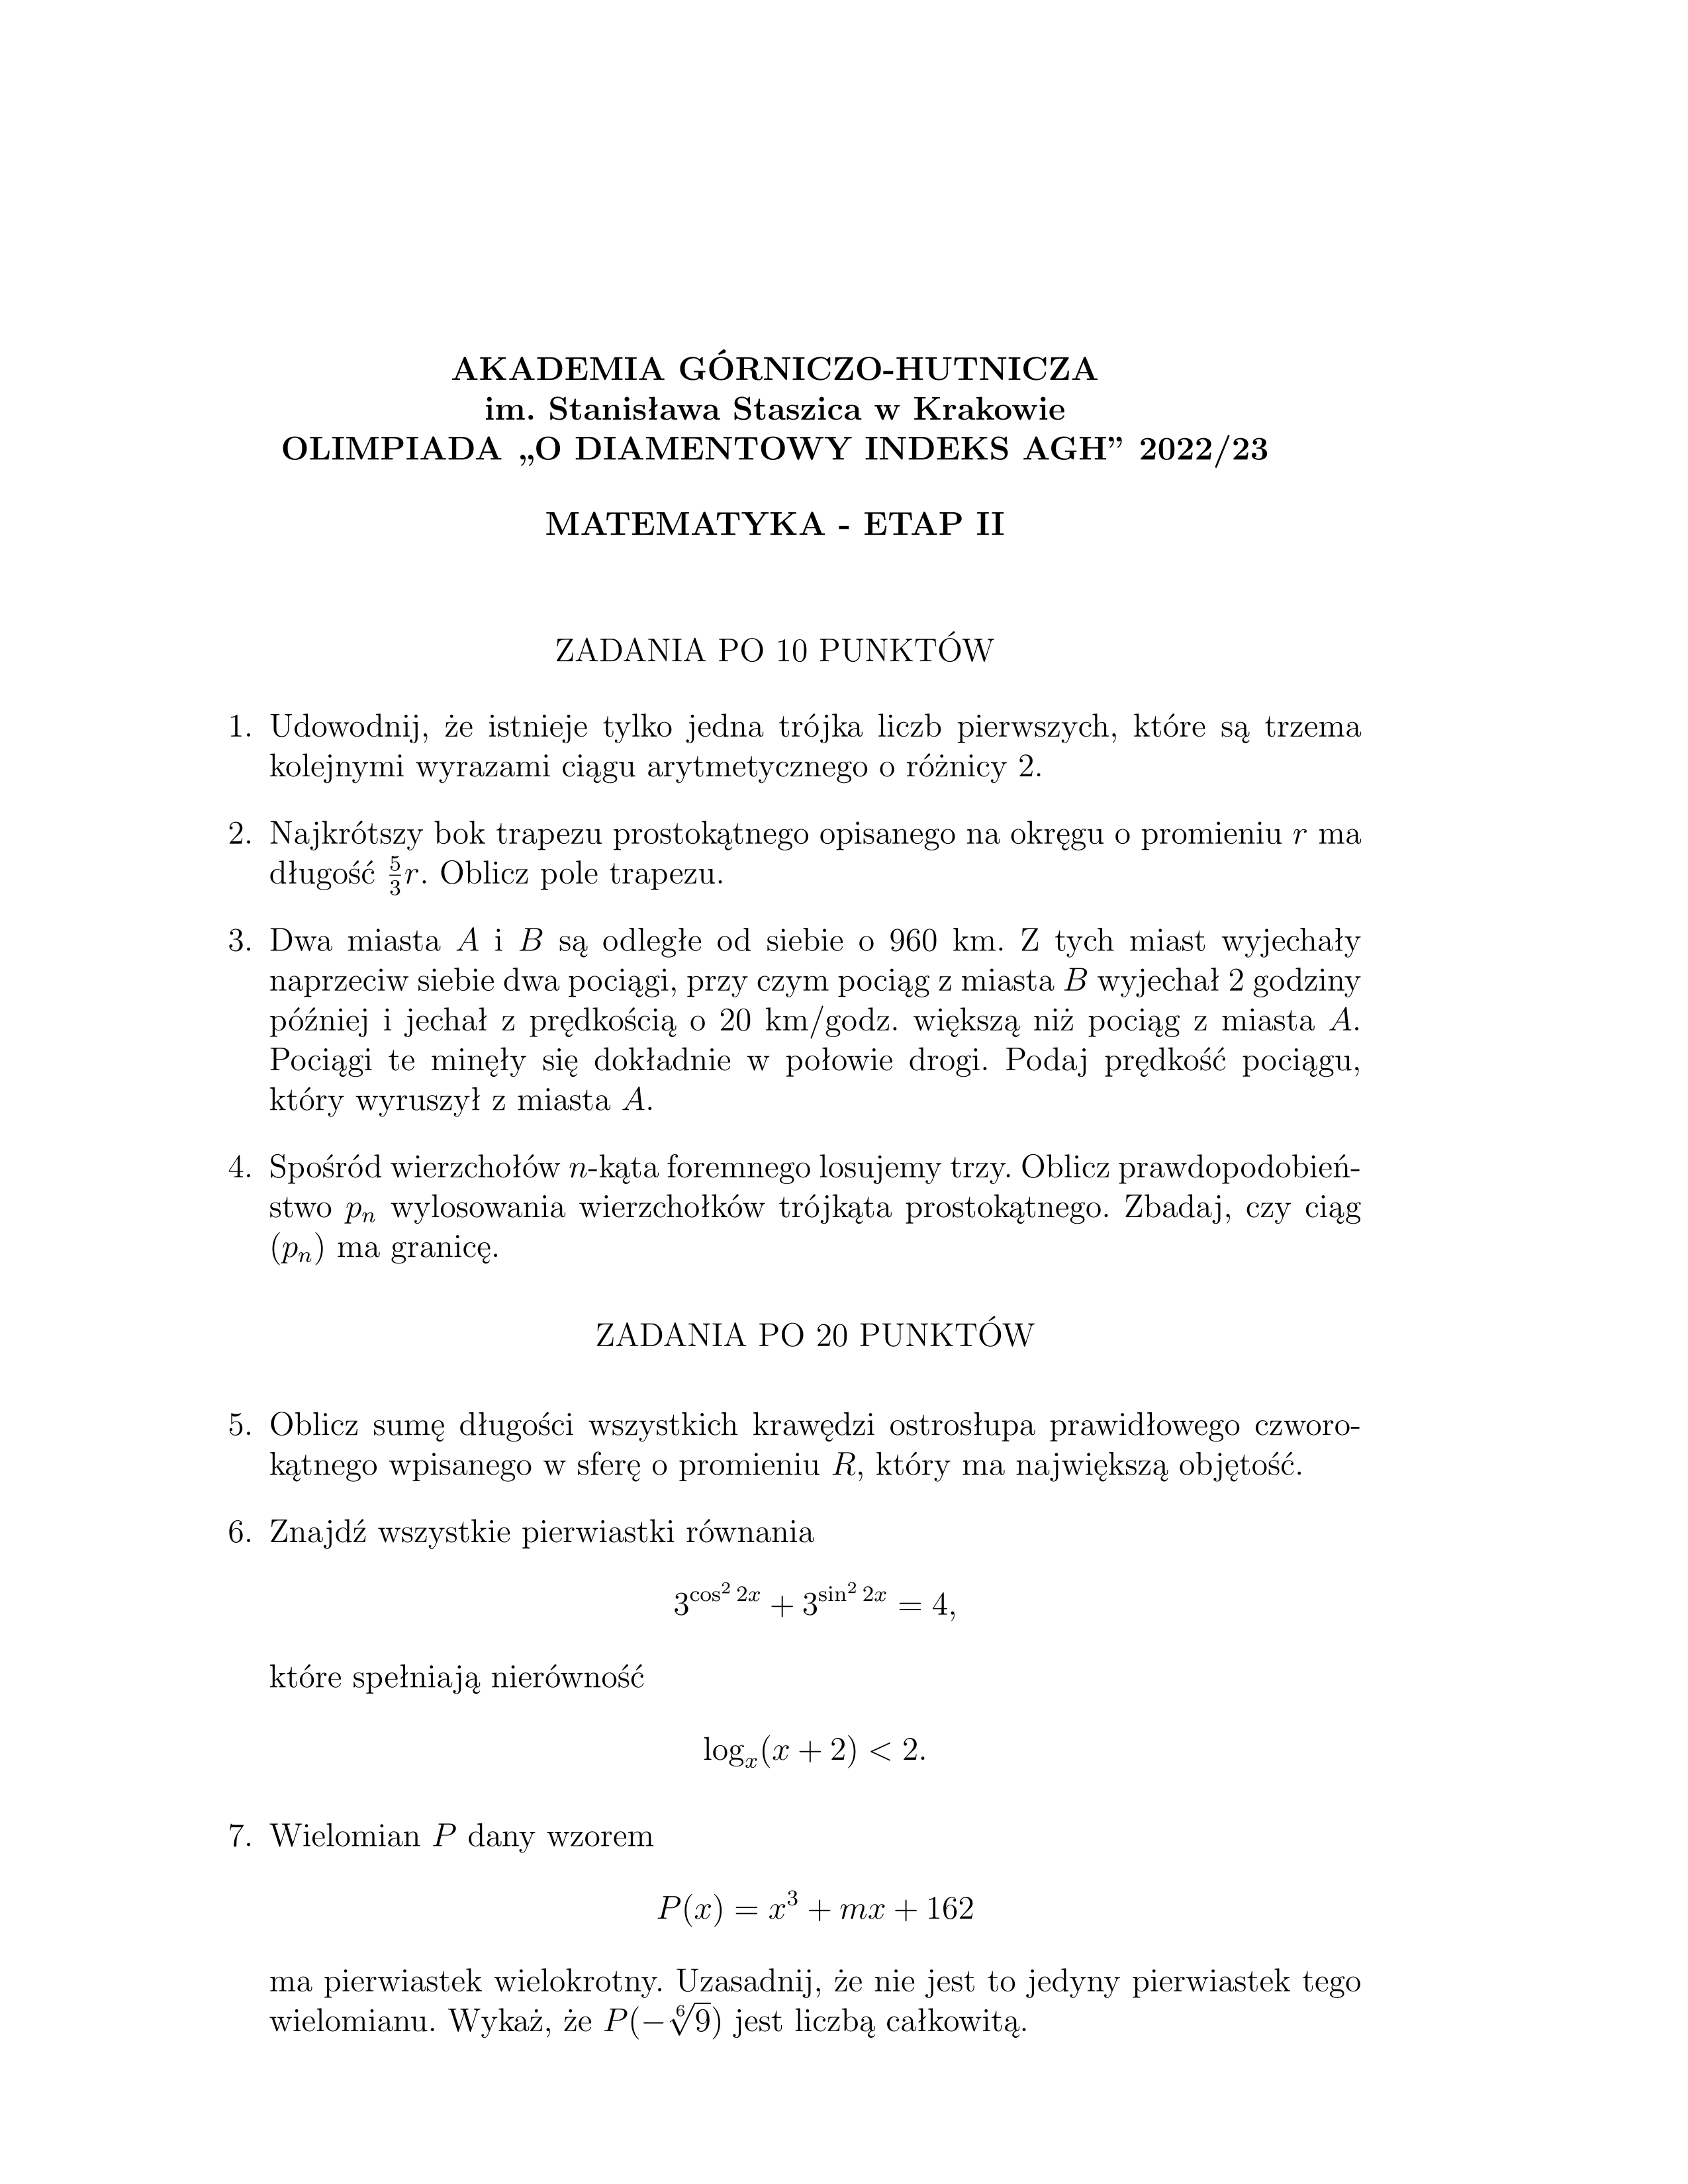 AKADEMIA GÓRNICZO-HUTNICZA
im. Stanisława Staszica w Krakowie
OLIMPIADA „O DIAMENTOWY INDEKS AGH” 2022/23
MATEMATYKA - ETAP II
ZADANIA PO 10 PUNKTÓW
1. Udowodnij, że istnieje tylko jedna trójka liczb pierwszych, które są trzema
kolejnymi wyrazami ciągu arytmetycznego o różnicy 2.
2. Najkrótszy bok trapezu prostokątnego opisanego na okręgu o promieniu $r$ ma
długość $\frac{5}{3}r$. Oblicz pole trapezu.
3. Dwa miasta $A$ i $B$ są odległe od siebie o 960 km. Z tych miast wyjechały
naprzeciw siebie dwa pociągi, przy czym pociąg z miasta $B$ wyjechał 2 godziny
później i jechał z prędkością o 20 km/godz. większą niż pociąg z miasta $A$.
Pociągi te minęły się dokładnie w połowie drogi. Podaj prędkość pociągu,
który wyruszył z miasta $A$.
4. Spośród wierzchołów $n$-kąta foremnego losujemy trzy. Oblicz prawdopodobień-
stwo $p_n$ wylosowania wierzchołków trójkąta prostokątnego. Zbadaj, czy ciąg
$(p_n)$ ma granicę.
ZADANIA PO 20 PUNKTÓW
5. Oblicz sumę długości wszystkich krawędzi ostrosłupa prawidłowego czworo-
kątnego wpisanego w sferę o promieniu $R$, który ma największą objętość.
6. Znajdź wszystkie pierwiastki równania
$3^{\cos^2 2x} + 3^{\sin^2 2x} = 4,$
które spełniają nierówność
$\log_x(x + 2) < 2.$
7. Wielomian $P$ dany wzorem
$P(x) = x^3 + mx + 162$
ma pierwiastek wielokrotny. Uzasadnij, że nie jest to jedyny pierwiastek tego
wielomianu. Wykaż, że $P(-\sqrt[6]{9})$ jest liczbą całkowitą.